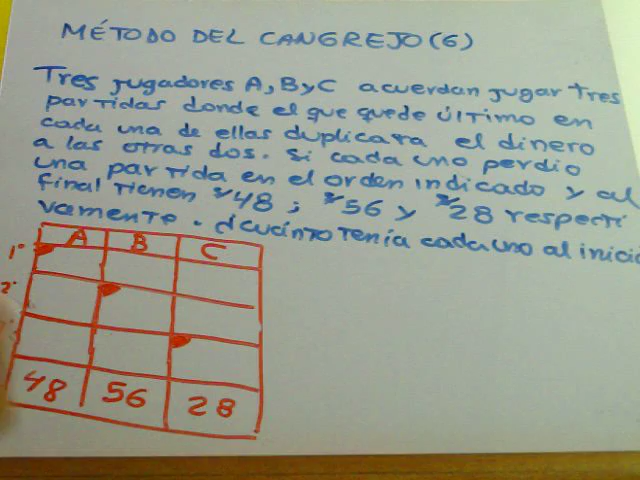 MÉTODO DEL CANGREJO (6)
Tres jugadores A, B y C acuerdan jugar tres
partidas donde el que quede último en
cada una de ellas duplicara el dinero
a las otras dos. Si cada uno perdio
una partida en el orden indicado y al
final tienen S/48; S/56 y S/28 respecti
vamente. ¿Cuánto tenía cada uno al inicio
A B C
1°
2°
48 56 28